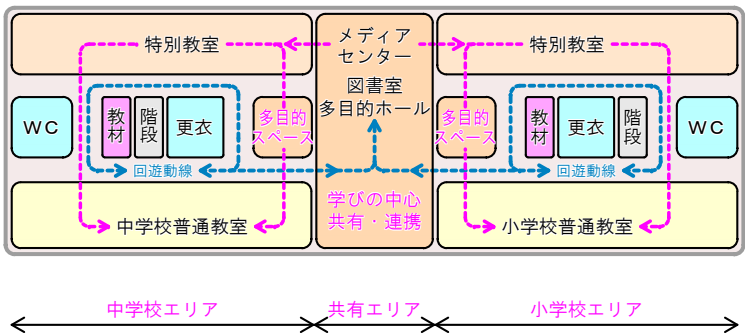 特別教室
メディア
センター
図書室
多目的ホール
特別教室
WC
教材
階段
更衣
多目的
スペース
多目的
スペース
教材
更衣
階段
WC
回遊動線
回遊動線
学びの中心
共有・連携
中学校普通教室
小学校普通教室
中学校エリア
共有エリア
小学校エリア